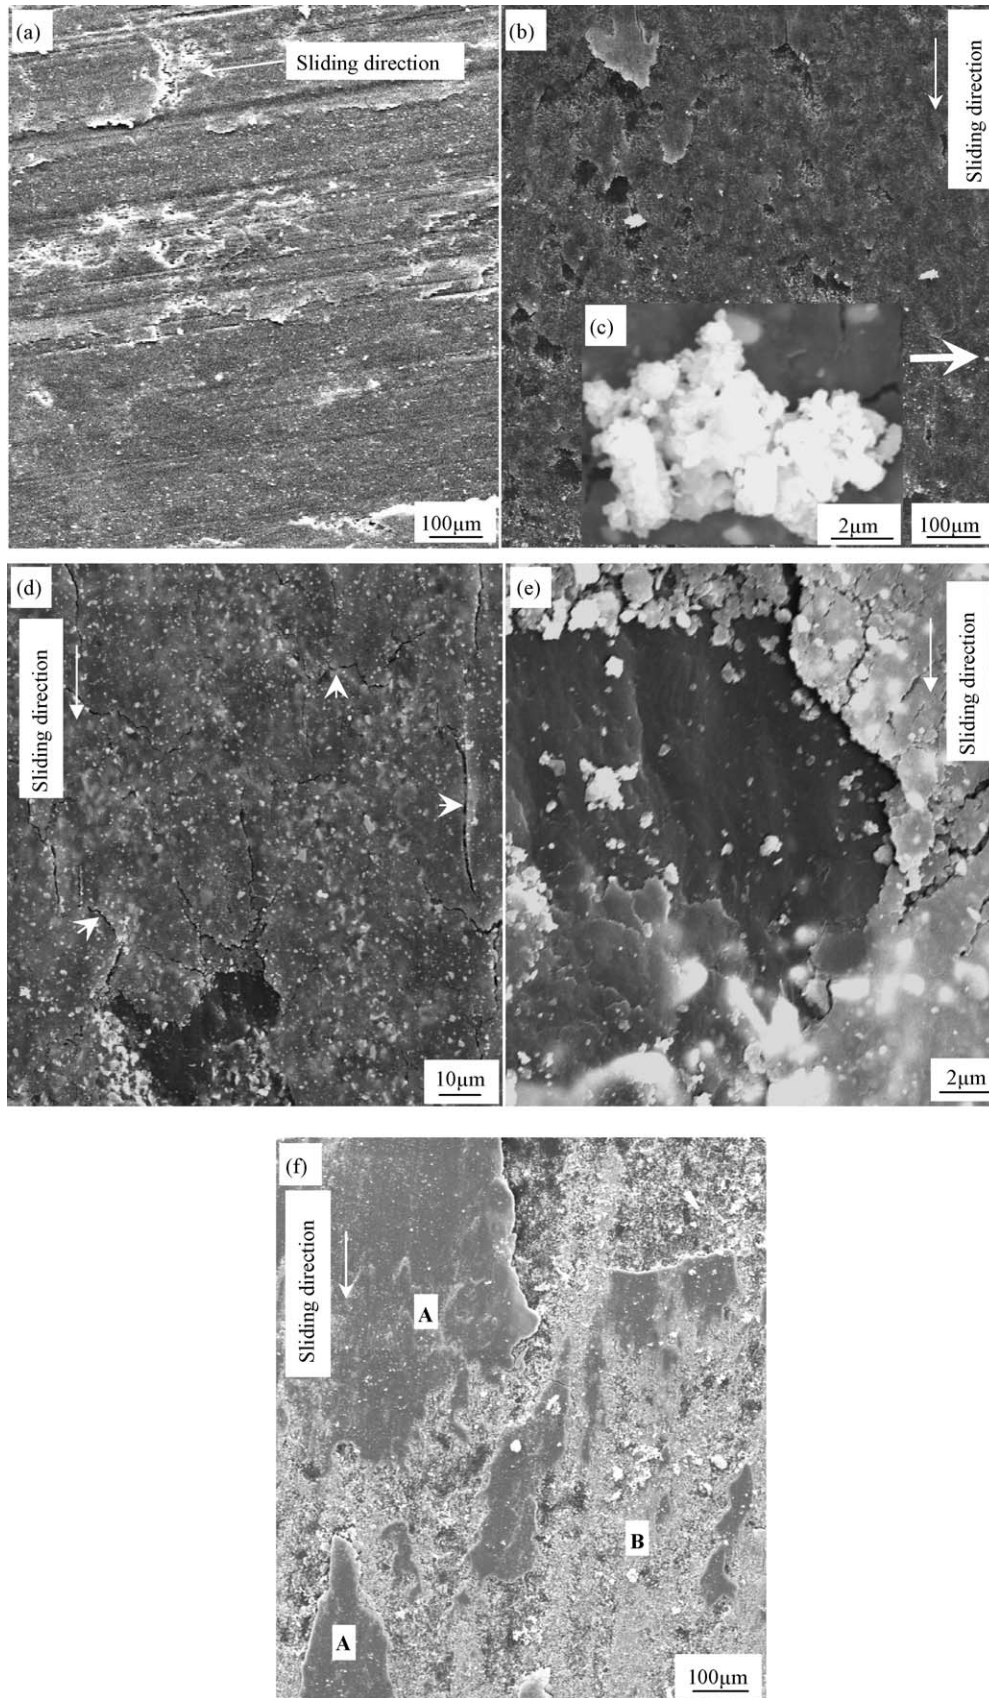 (a)
Sliding direction
100μm
(b)
Sliding direction
(c)
2μm
100μm
(d)
Sliding direction
10μm
(e)
Sliding direction
2μm
(f)
Sliding direction
A
B
A
100μm